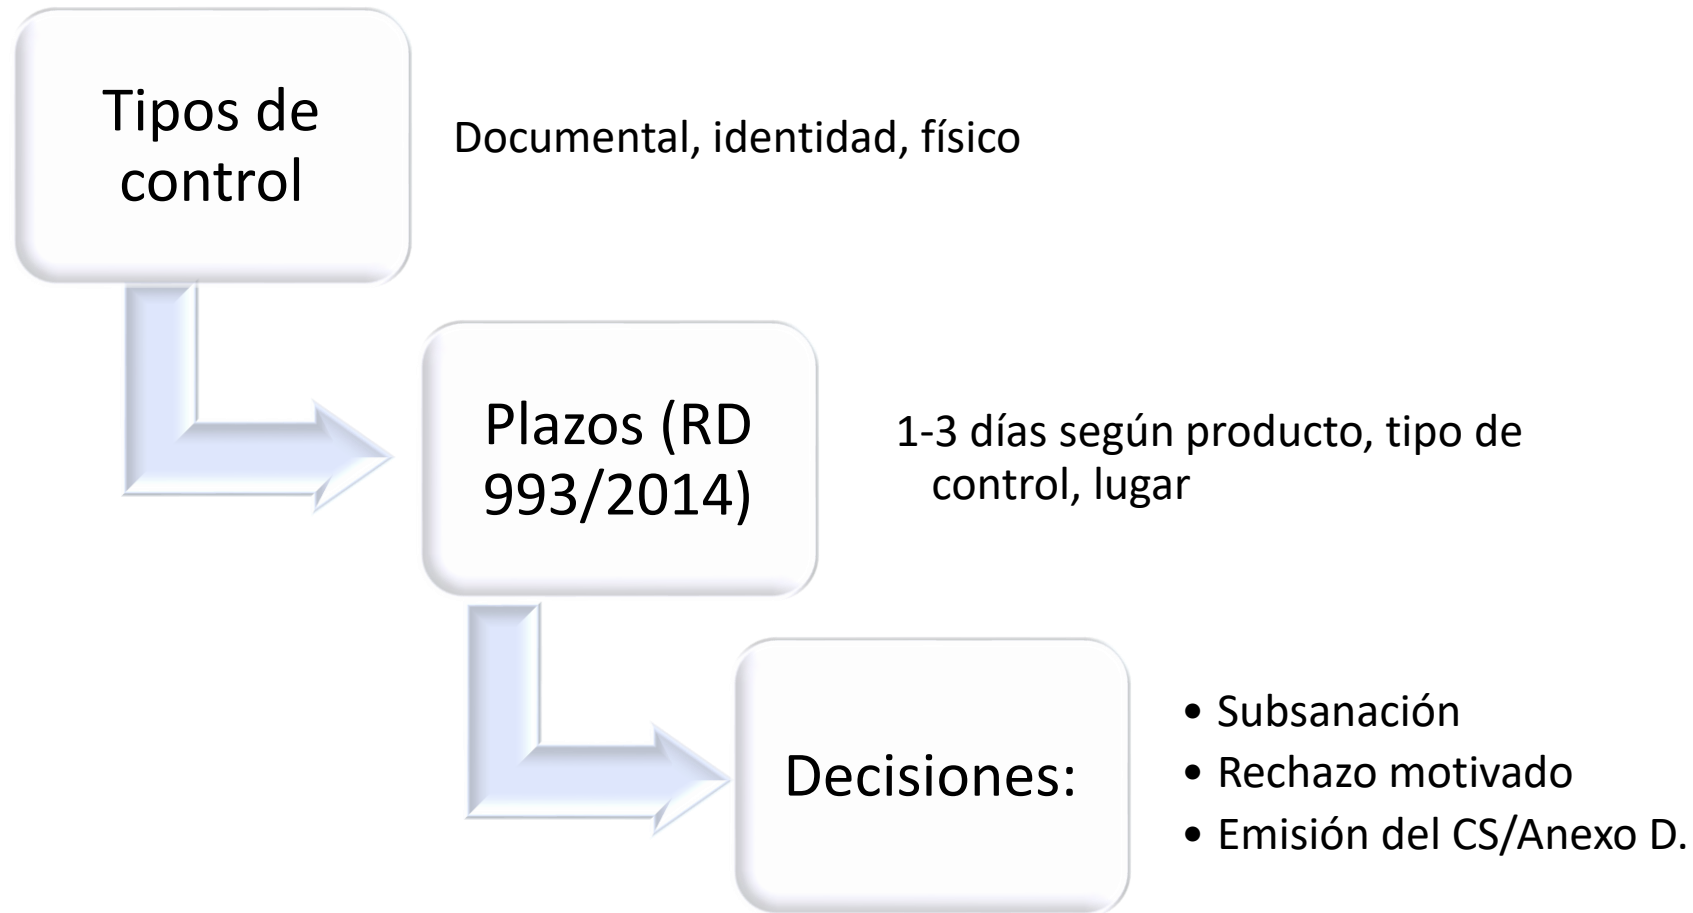 Tipos de
control
Documental, identidad, físico
Plazos (RD
993/2014)
1-3 días según producto, tipo de
control, lugar
Decisiones:
• Subsanación
• Rechazo motivado
• Emisión del CS/Anexo D.